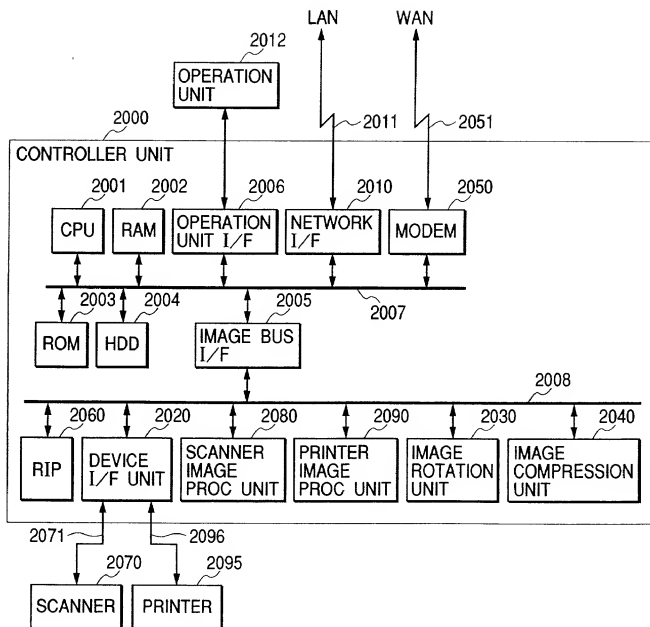 LAN
WAN
2012
OPERATION
UNIT
2011
2051
2000
CONTROLLER UNIT
2001
2002
2006
2010
2050
CPU
RAM
OPERATION
UNIT I/F
NETWORK
I/F
MODEM
2003
2004
2005
2007
ROM
HDD
IMAGE BUS
I/F
2008
2060
2020
2080
2090
2030
2040
RIP
DEVICE
I/F UNIT
SCANNER
IMAGE
PROC UNIT
PRINTER
IMAGE
PROC UNIT
IMAGE
ROTATION
UNIT
IMAGE
COMPRESSION
UNIT
2071
2096
2070
2095
SCANNER
PRINTER